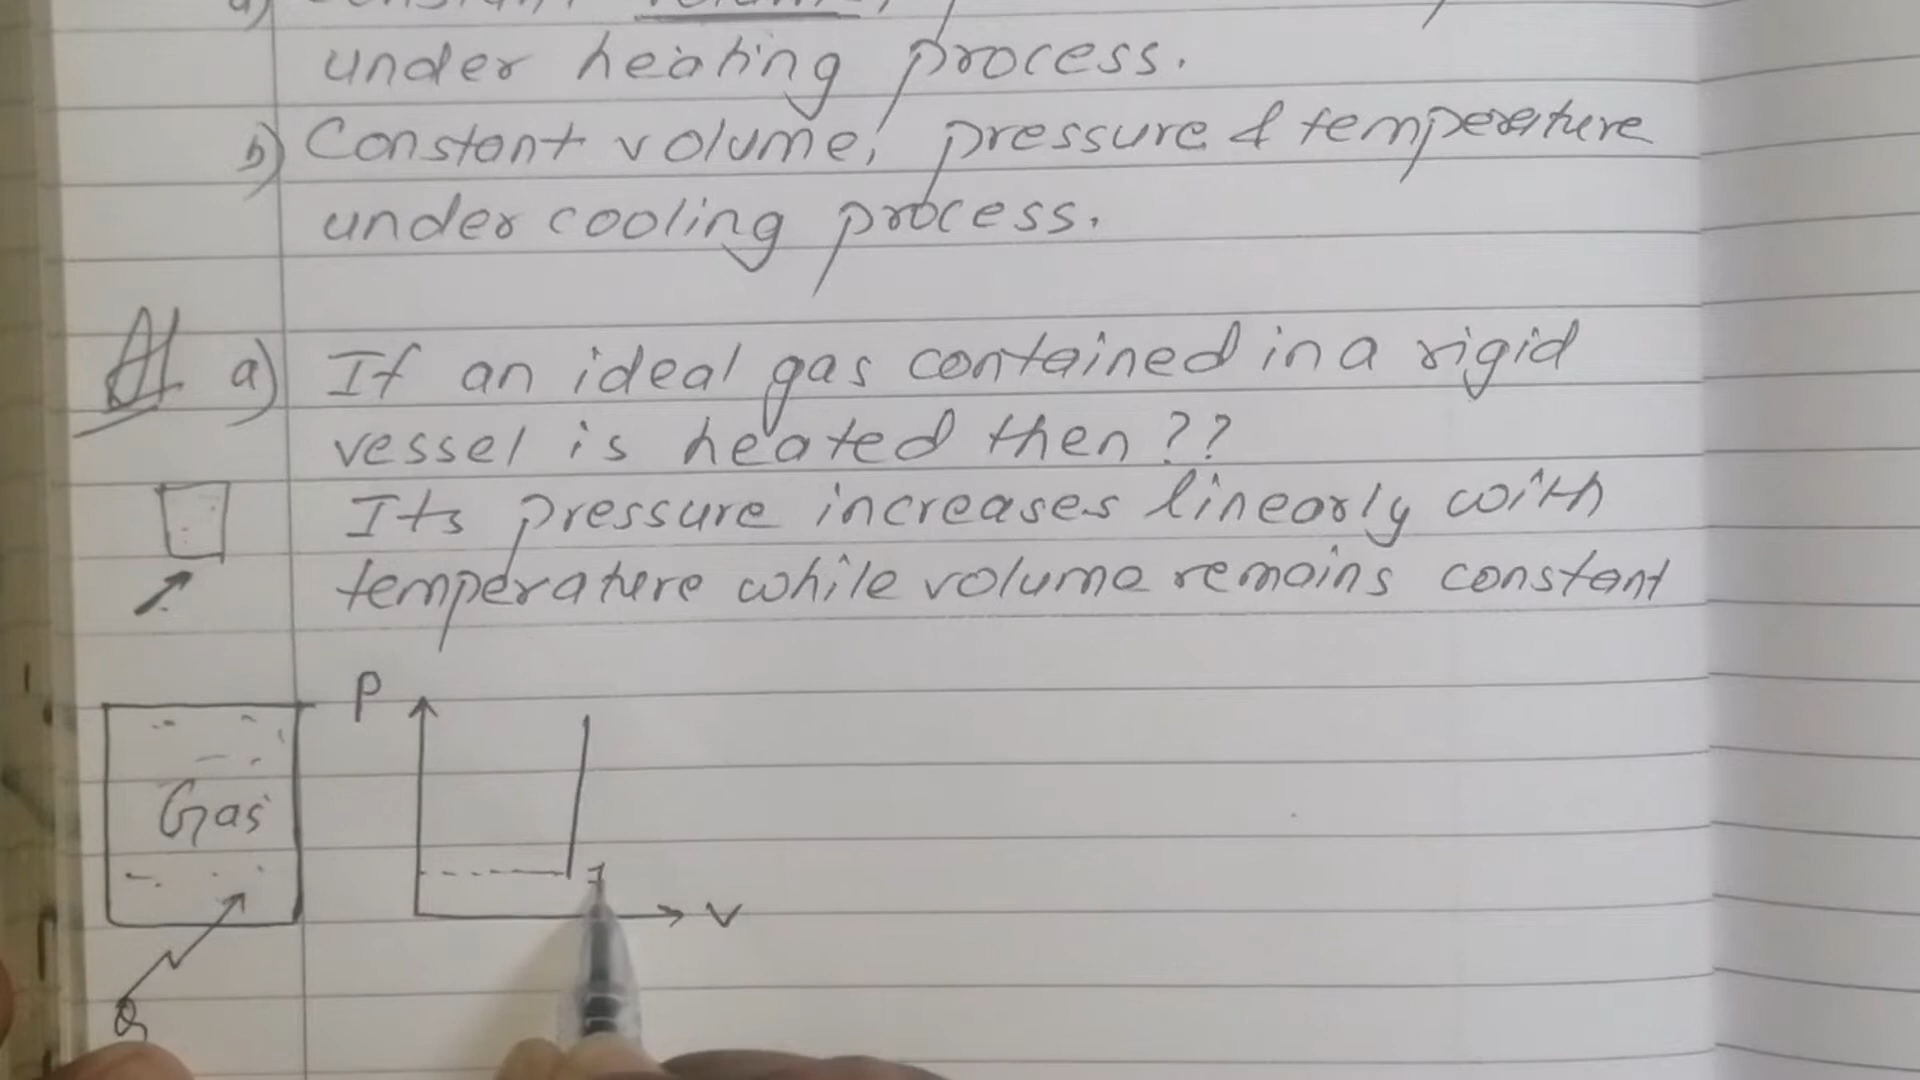 under heating process.
b) Constant volume, pressure & temperature
under cooling process.
a) If an ideal gas contained in a rigid
vessel is heated then??
Its pressure increases linearly with
temperature while volume remains constant
P
Gas
1
V
Q